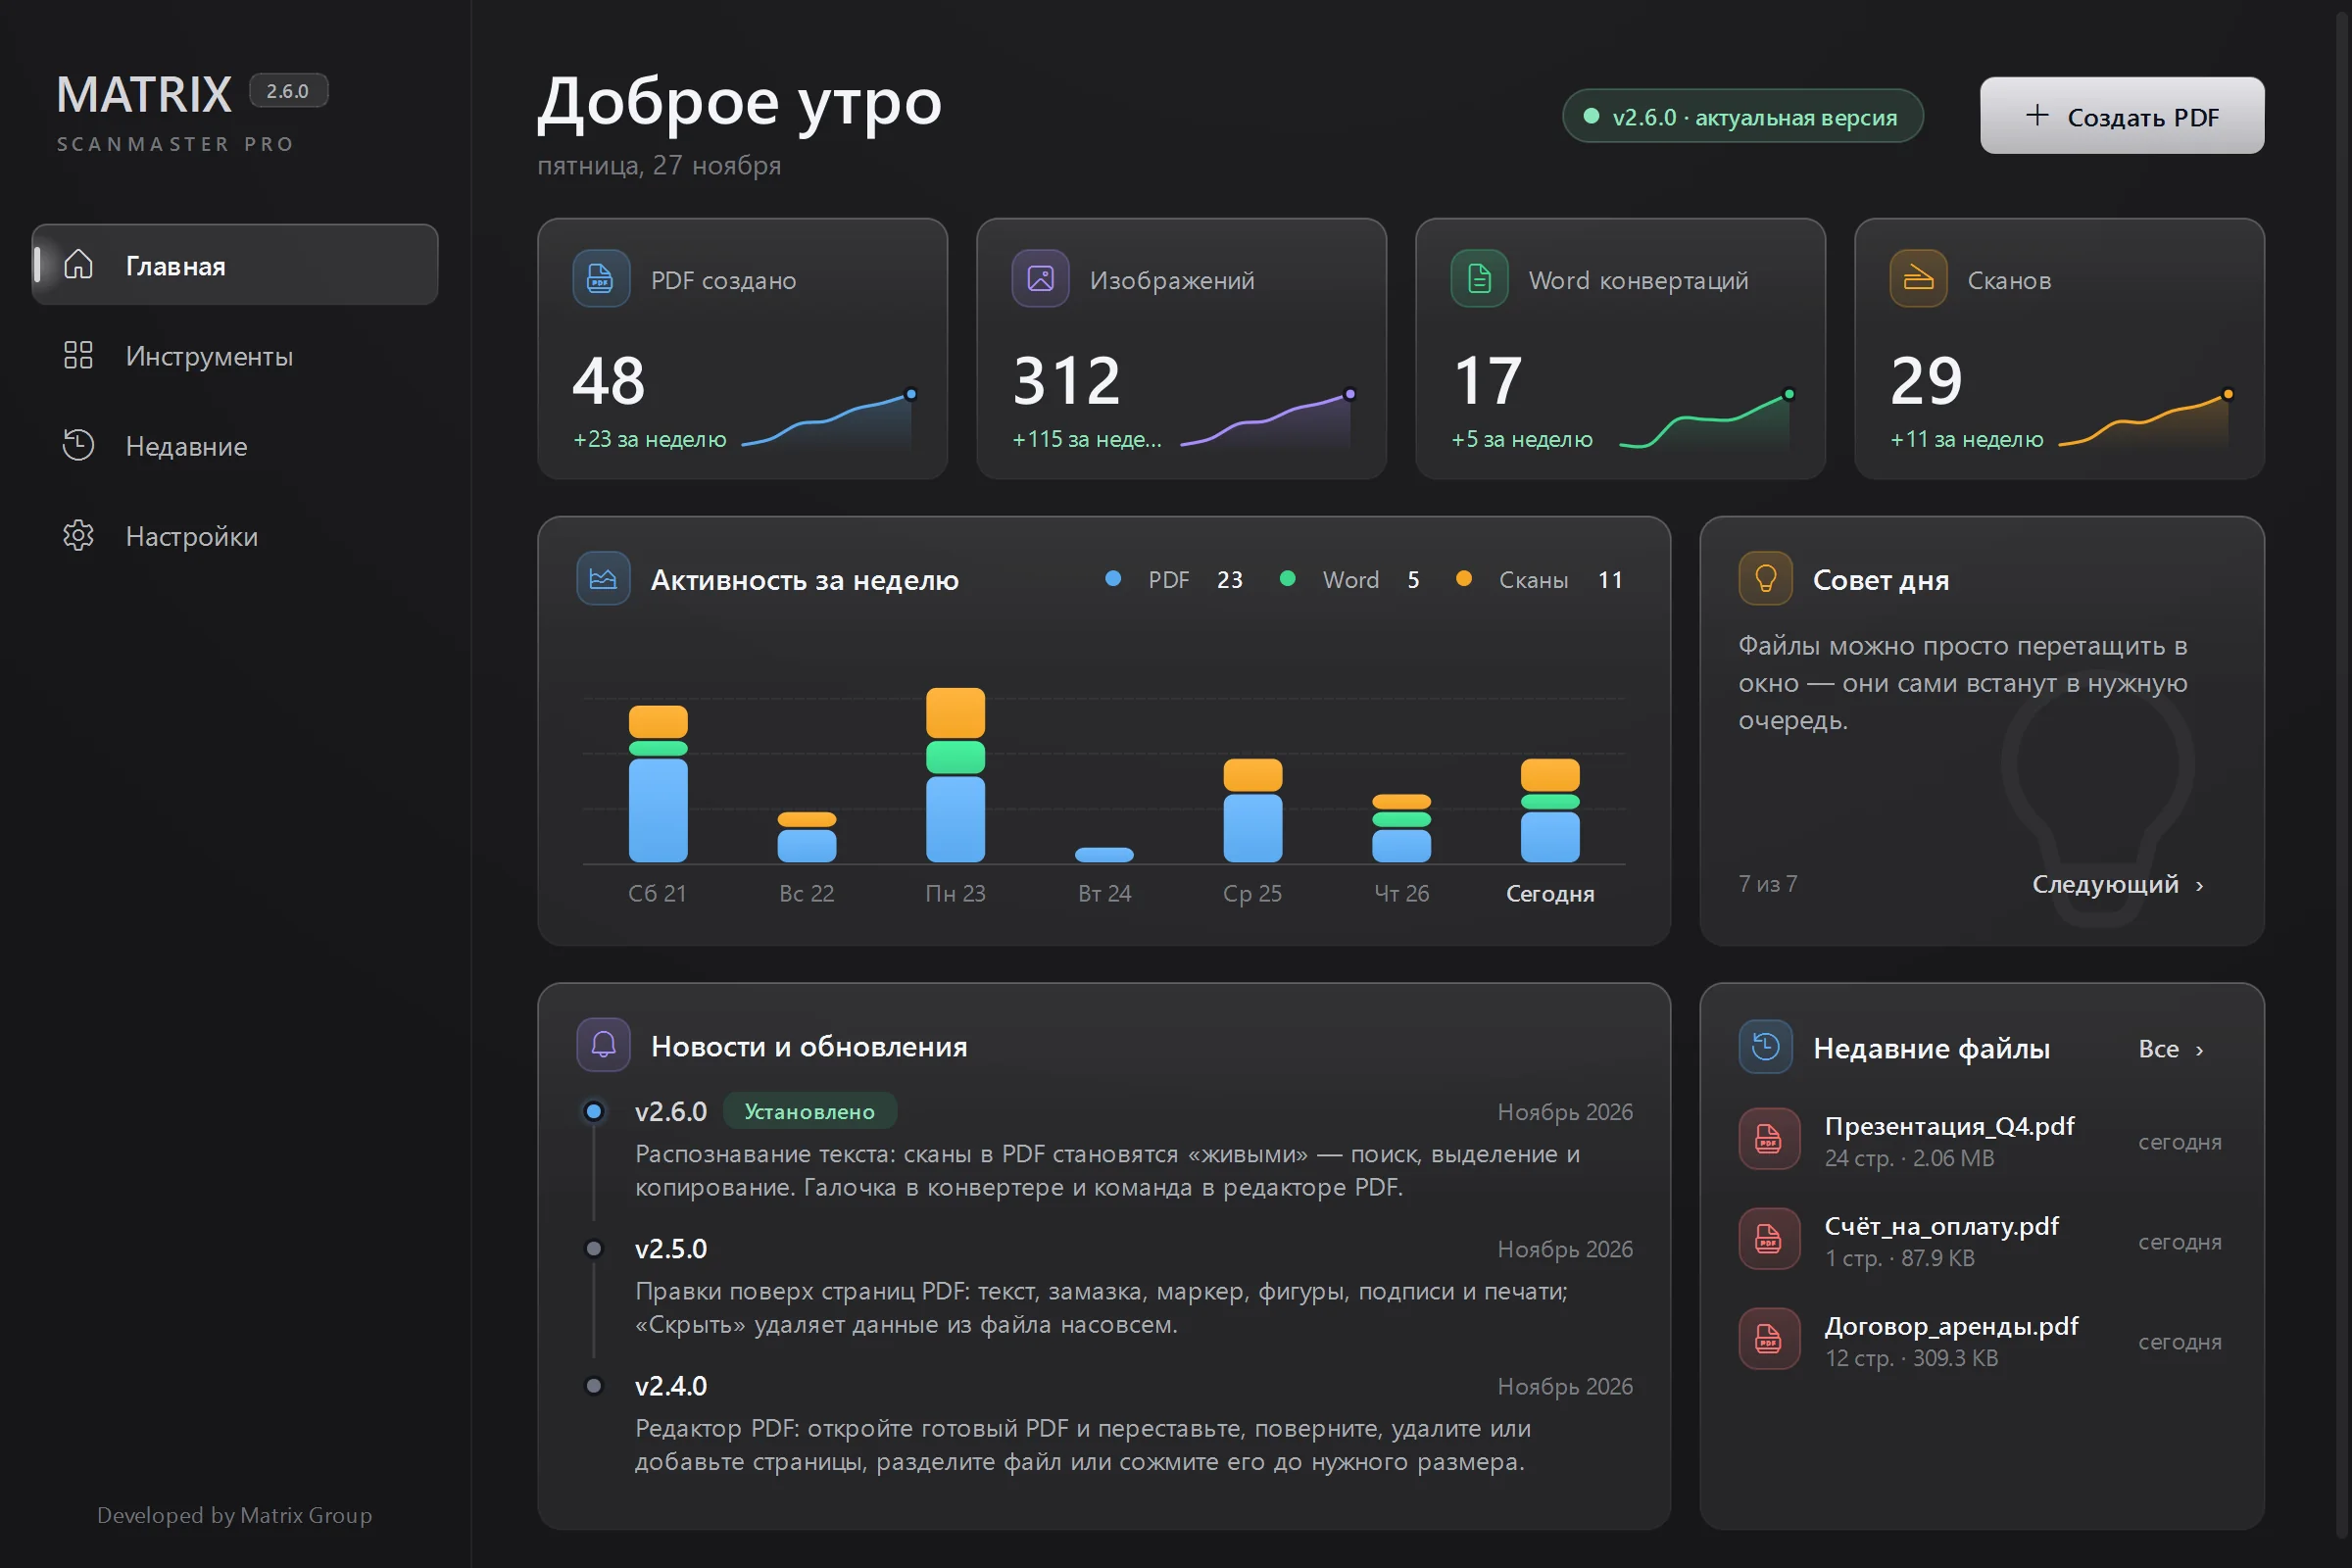 MATRIX 2.6.0
SCANMASTER PRO
Главная
Инструменты
Недавние
Настройки
Developed by Matrix Group
Доброе утро
пятница, 27 ноября
v2.6.0 · актуальная версия
Создать PDF
PDF создано
48
+23 за неделю
Изображений
312
+115 за неде...
Word конвертаций
17
+5 за неделю
Сканов
29
+11 за неделю
Активность за неделю
PDF 23 Word 5 Сканы 11
Сб 21 Вс 22 Пн 23 Вт 24 Ср 25 Чт 26 Сегодня
Совет дня
Файлы можно просто перетащить в
окно — они сами встанут в нужную
очередь.
7 из 7 Следующий ›
Новости и обновления
v2.6.0 Установлено Ноябрь 2026
Распознавание текста: сканы в PDF становятся «живыми» — поиск, выделение и
копирование. Галочка в конвертере и команда в редакторе PDF.
v2.5.0 Ноябрь 2026
Правки поверх страниц PDF: текст, замазка, маркер, фигуры, подписи и печати;
«Скрыть» удаляет данные из файла насовсем.
v2.4.0 Ноябрь 2026
Редактор PDF: откройте готовый PDF и переставьте, поверните, удалите или
добавьте страницы, разделите файл или сожмите его до нужного размера.
Недавние файлы Все ›
PDF
Презентация_Q4.pdf
24 стр. · 2.06 MB
сегодня
PDF
Счёт_на_оплату.pdf
1 стр. · 87.9 KB
сегодня
PDF
Договор_аренды.pdf
12 стр. · 309.3 KB
сегодня